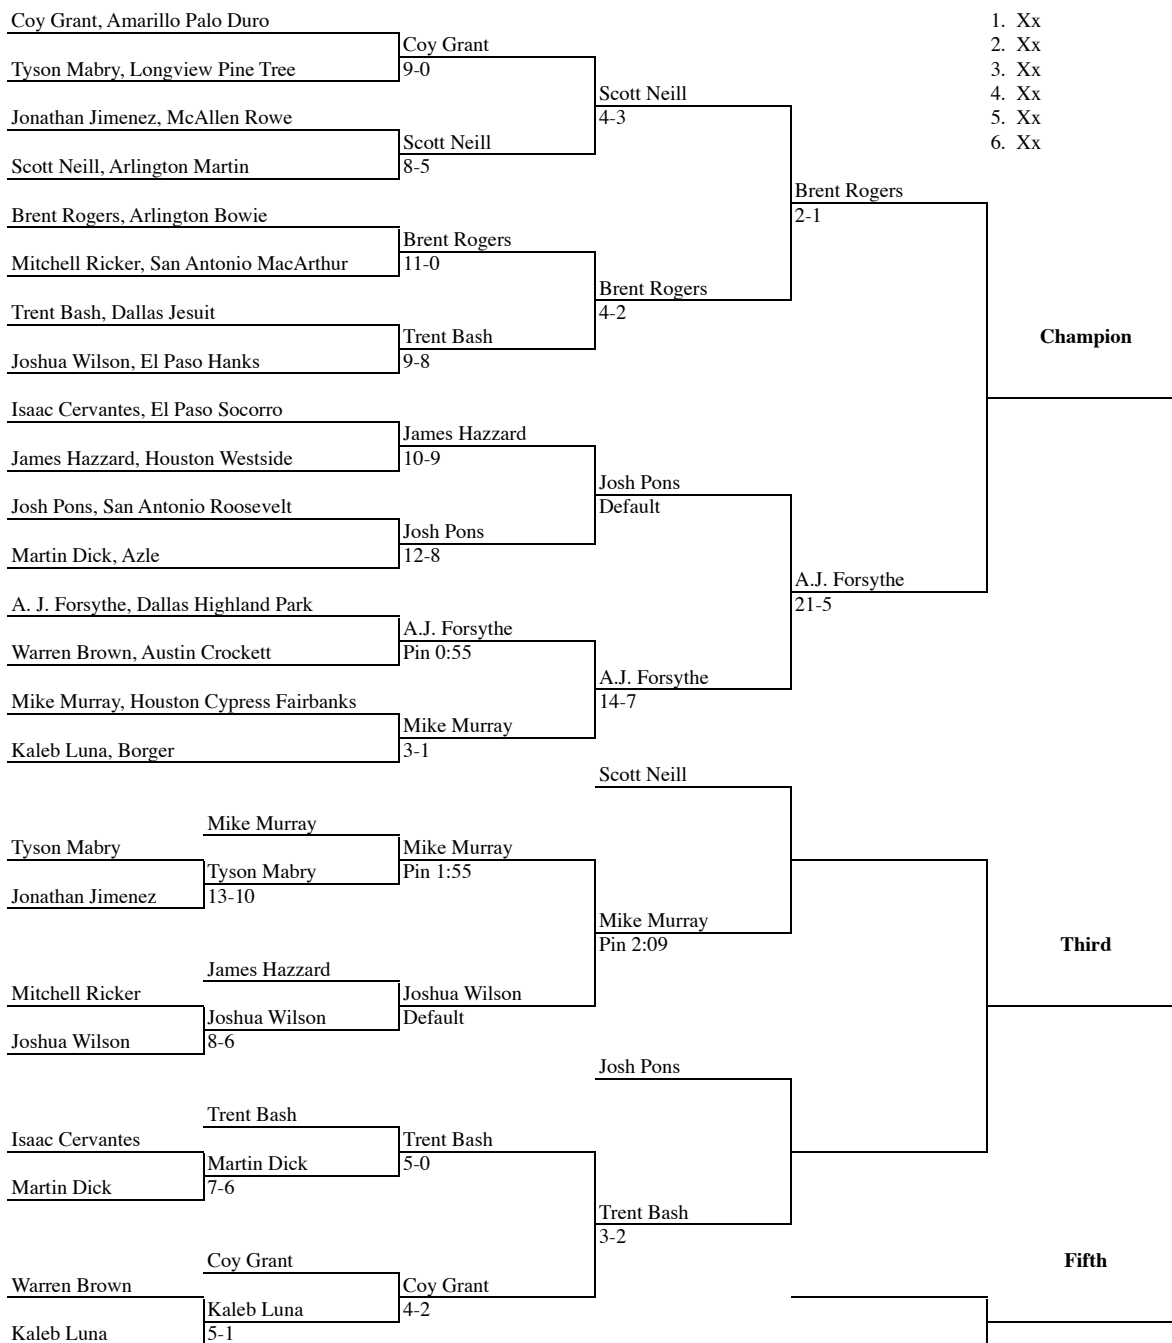 Coy Grant, Amarillo Palo Duro
1. Xx
Coy Grant
2. Xx
Tyson Mabry, Longview Pine Tree
9-0
3. Xx
Scott Neill
4. Xx
Jonathan Jimenez, McAllen Rowe
4-3
5. Xx
Scott Neill
6. Xx
Scott Neill, Arlington Martin
8-5
Brent Rogers
Brent Rogers, Arlington Bowie
2-1
Brent Rogers
Mitchell Ricker, San Antonio MacArthur
11-0
Brent Rogers
Trent Bash, Dallas Jesuit
4-2
Trent Bash
Champion
Joshua Wilson, El Paso Hanks
9-8
Isaac Cervantes, El Paso Socorro
James Hazzard
James Hazzard, Houston Westside
10-9
Josh Pons
Josh Pons, San Antonio Roosevelt
Default
Josh Pons
Martin Dick, Azle
12-8
A.J. Forsythe
A. J. Forsythe, Dallas Highland Park
21-5
A.J. Forsythe
Warren Brown, Austin Crockett
Pin 0:55
A.J. Forsythe
Mike Murray, Houston Cypress Fairbanks
14-7
Mike Murray
Kaleb Luna, Borger
3-1
Scott Neill
Mike Murray
Tyson Mabry
Mike Murray
Tyson Mabry
Pin 1:55
Jonathan Jimenez
13-10
Mike Murray
Pin 2:09
Third
James Hazzard
Mitchell Ricker
Joshua Wilson
Joshua Wilson
Default
Joshua Wilson
8-6
Josh Pons
Trent Bash
Isaac Cervantes
Trent Bash
Martin Dick
5-0
Martin Dick
7-6
Trent Bash
3-2
Coy Grant
Fifth
Warren Brown
Coy Grant
Kaleb Luna
4-2
Kaleb Luna
5-1